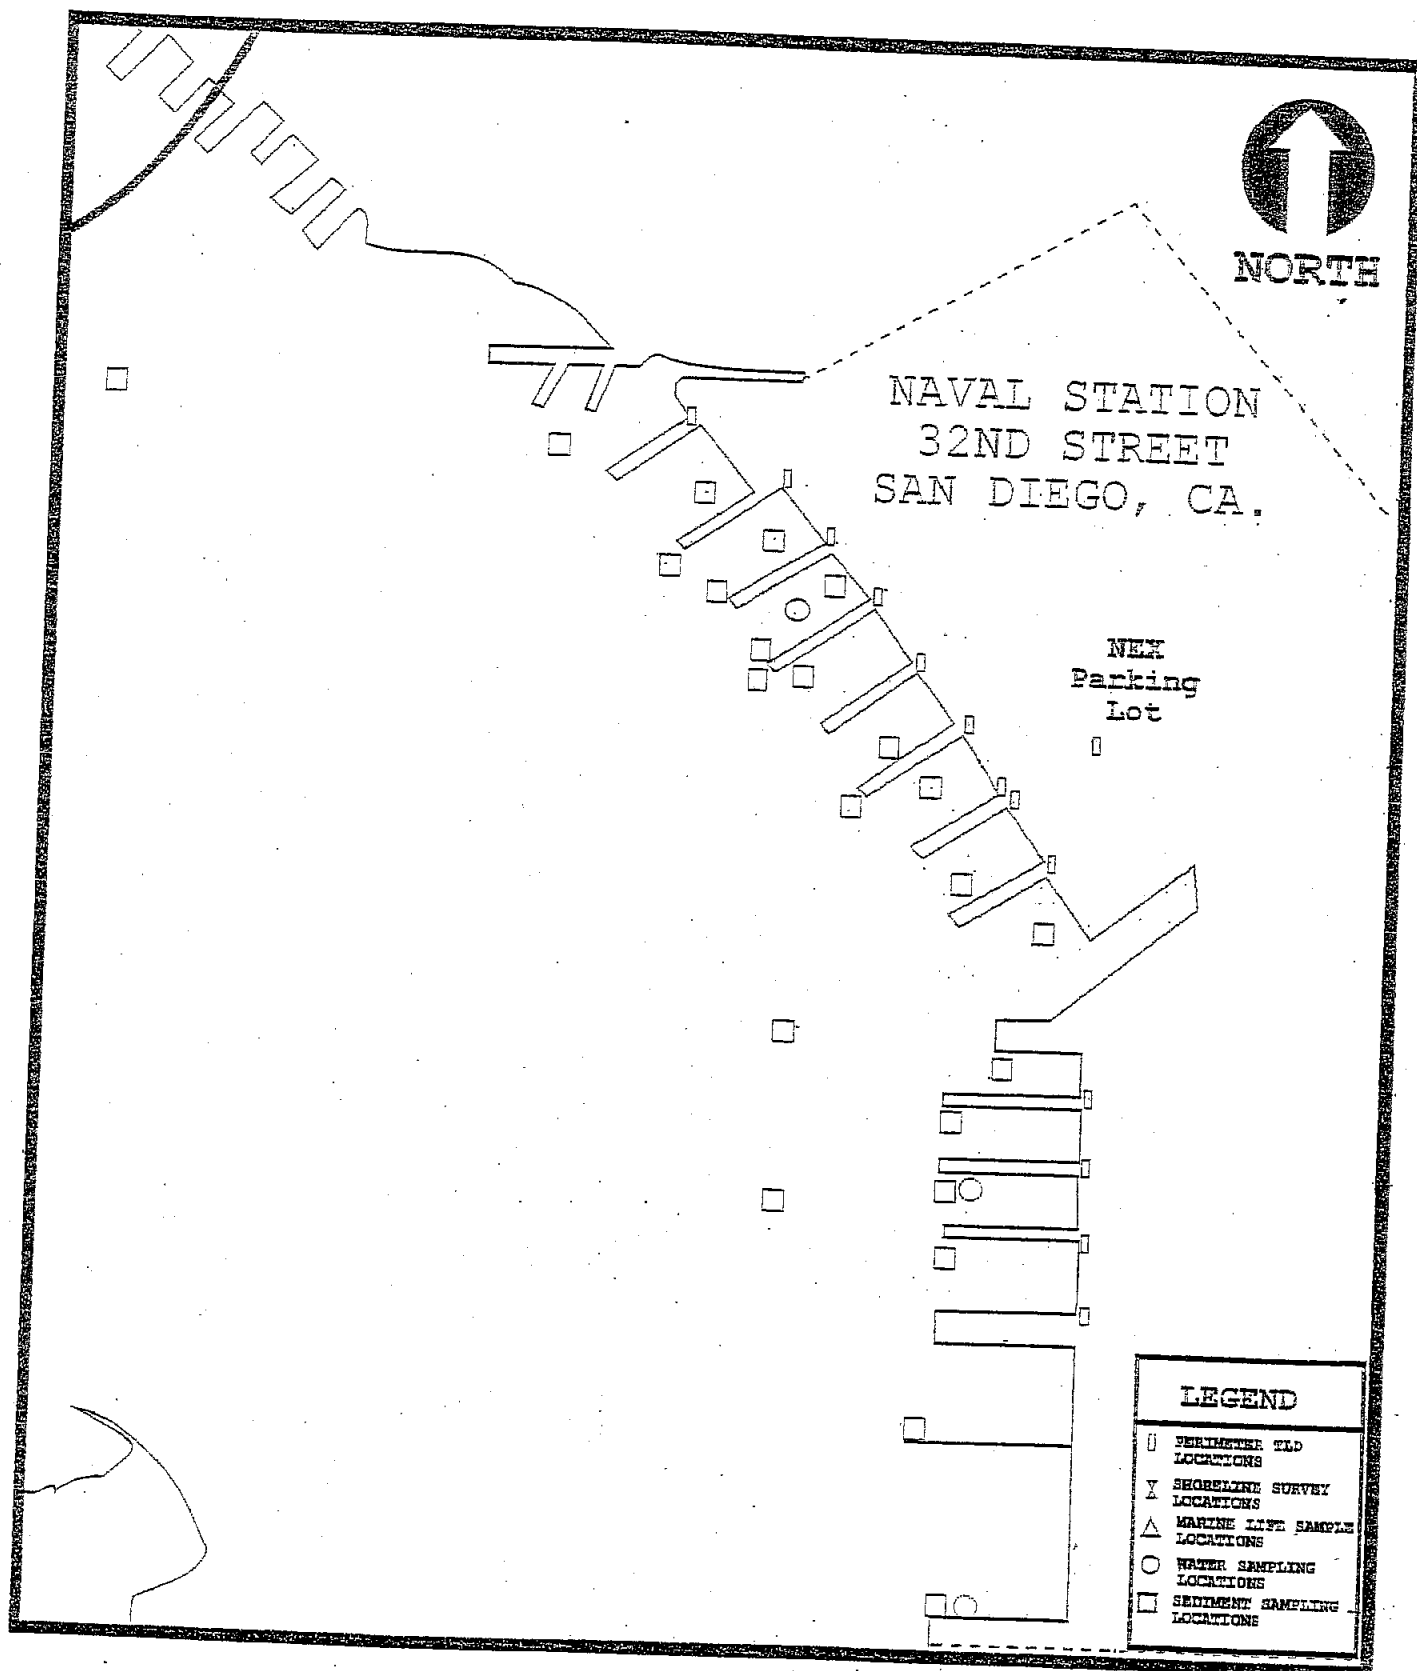 NORTH
NAVAL STATION
32ND STREET
SAN DIEGO, CA.
NEX
Parking
Lot
LEGEND
PERIMETER TLD
LOCATIONS
SHORELINE SURVEY
LOCATIONS
MARINE LIFE SAMPLE
LOCATIONS
WATER SAMPLING
LOCATIONS
SEDIMENT SAMPLING
LOCATIONS